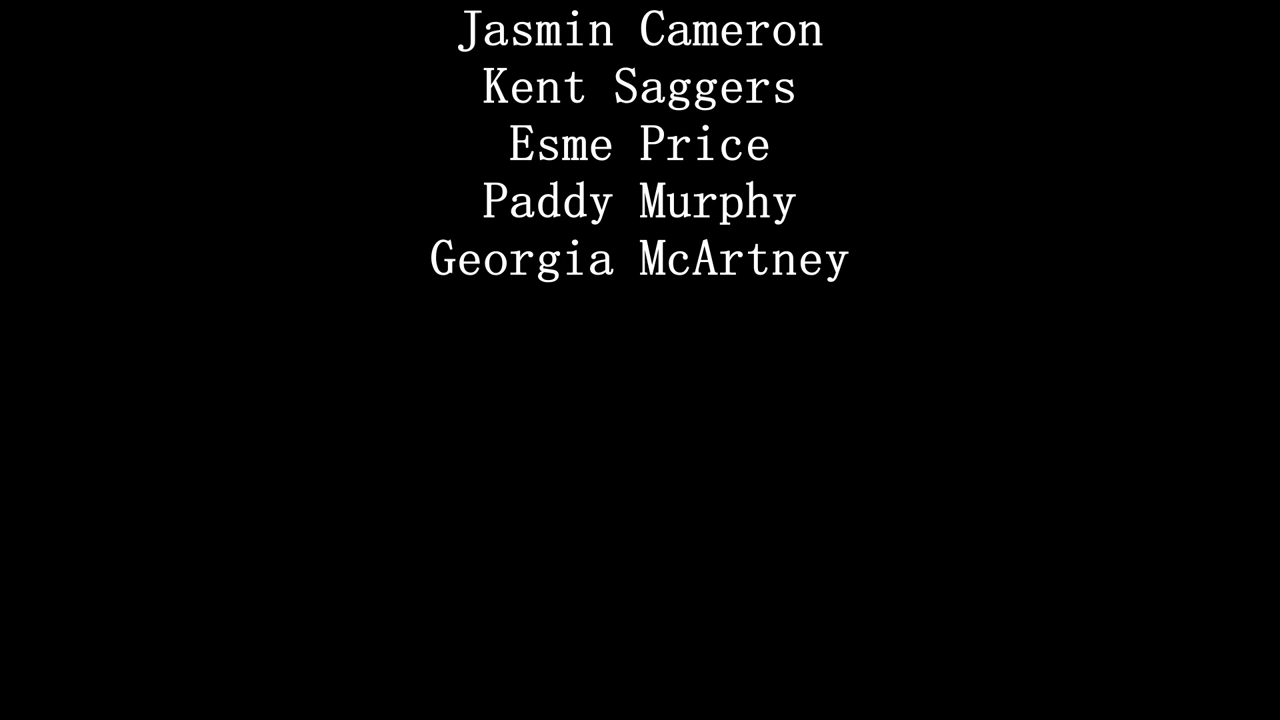 Jasmin Cameron
Kent Saggers
Esme Price
Paddy Murphy
Georgia McArtney